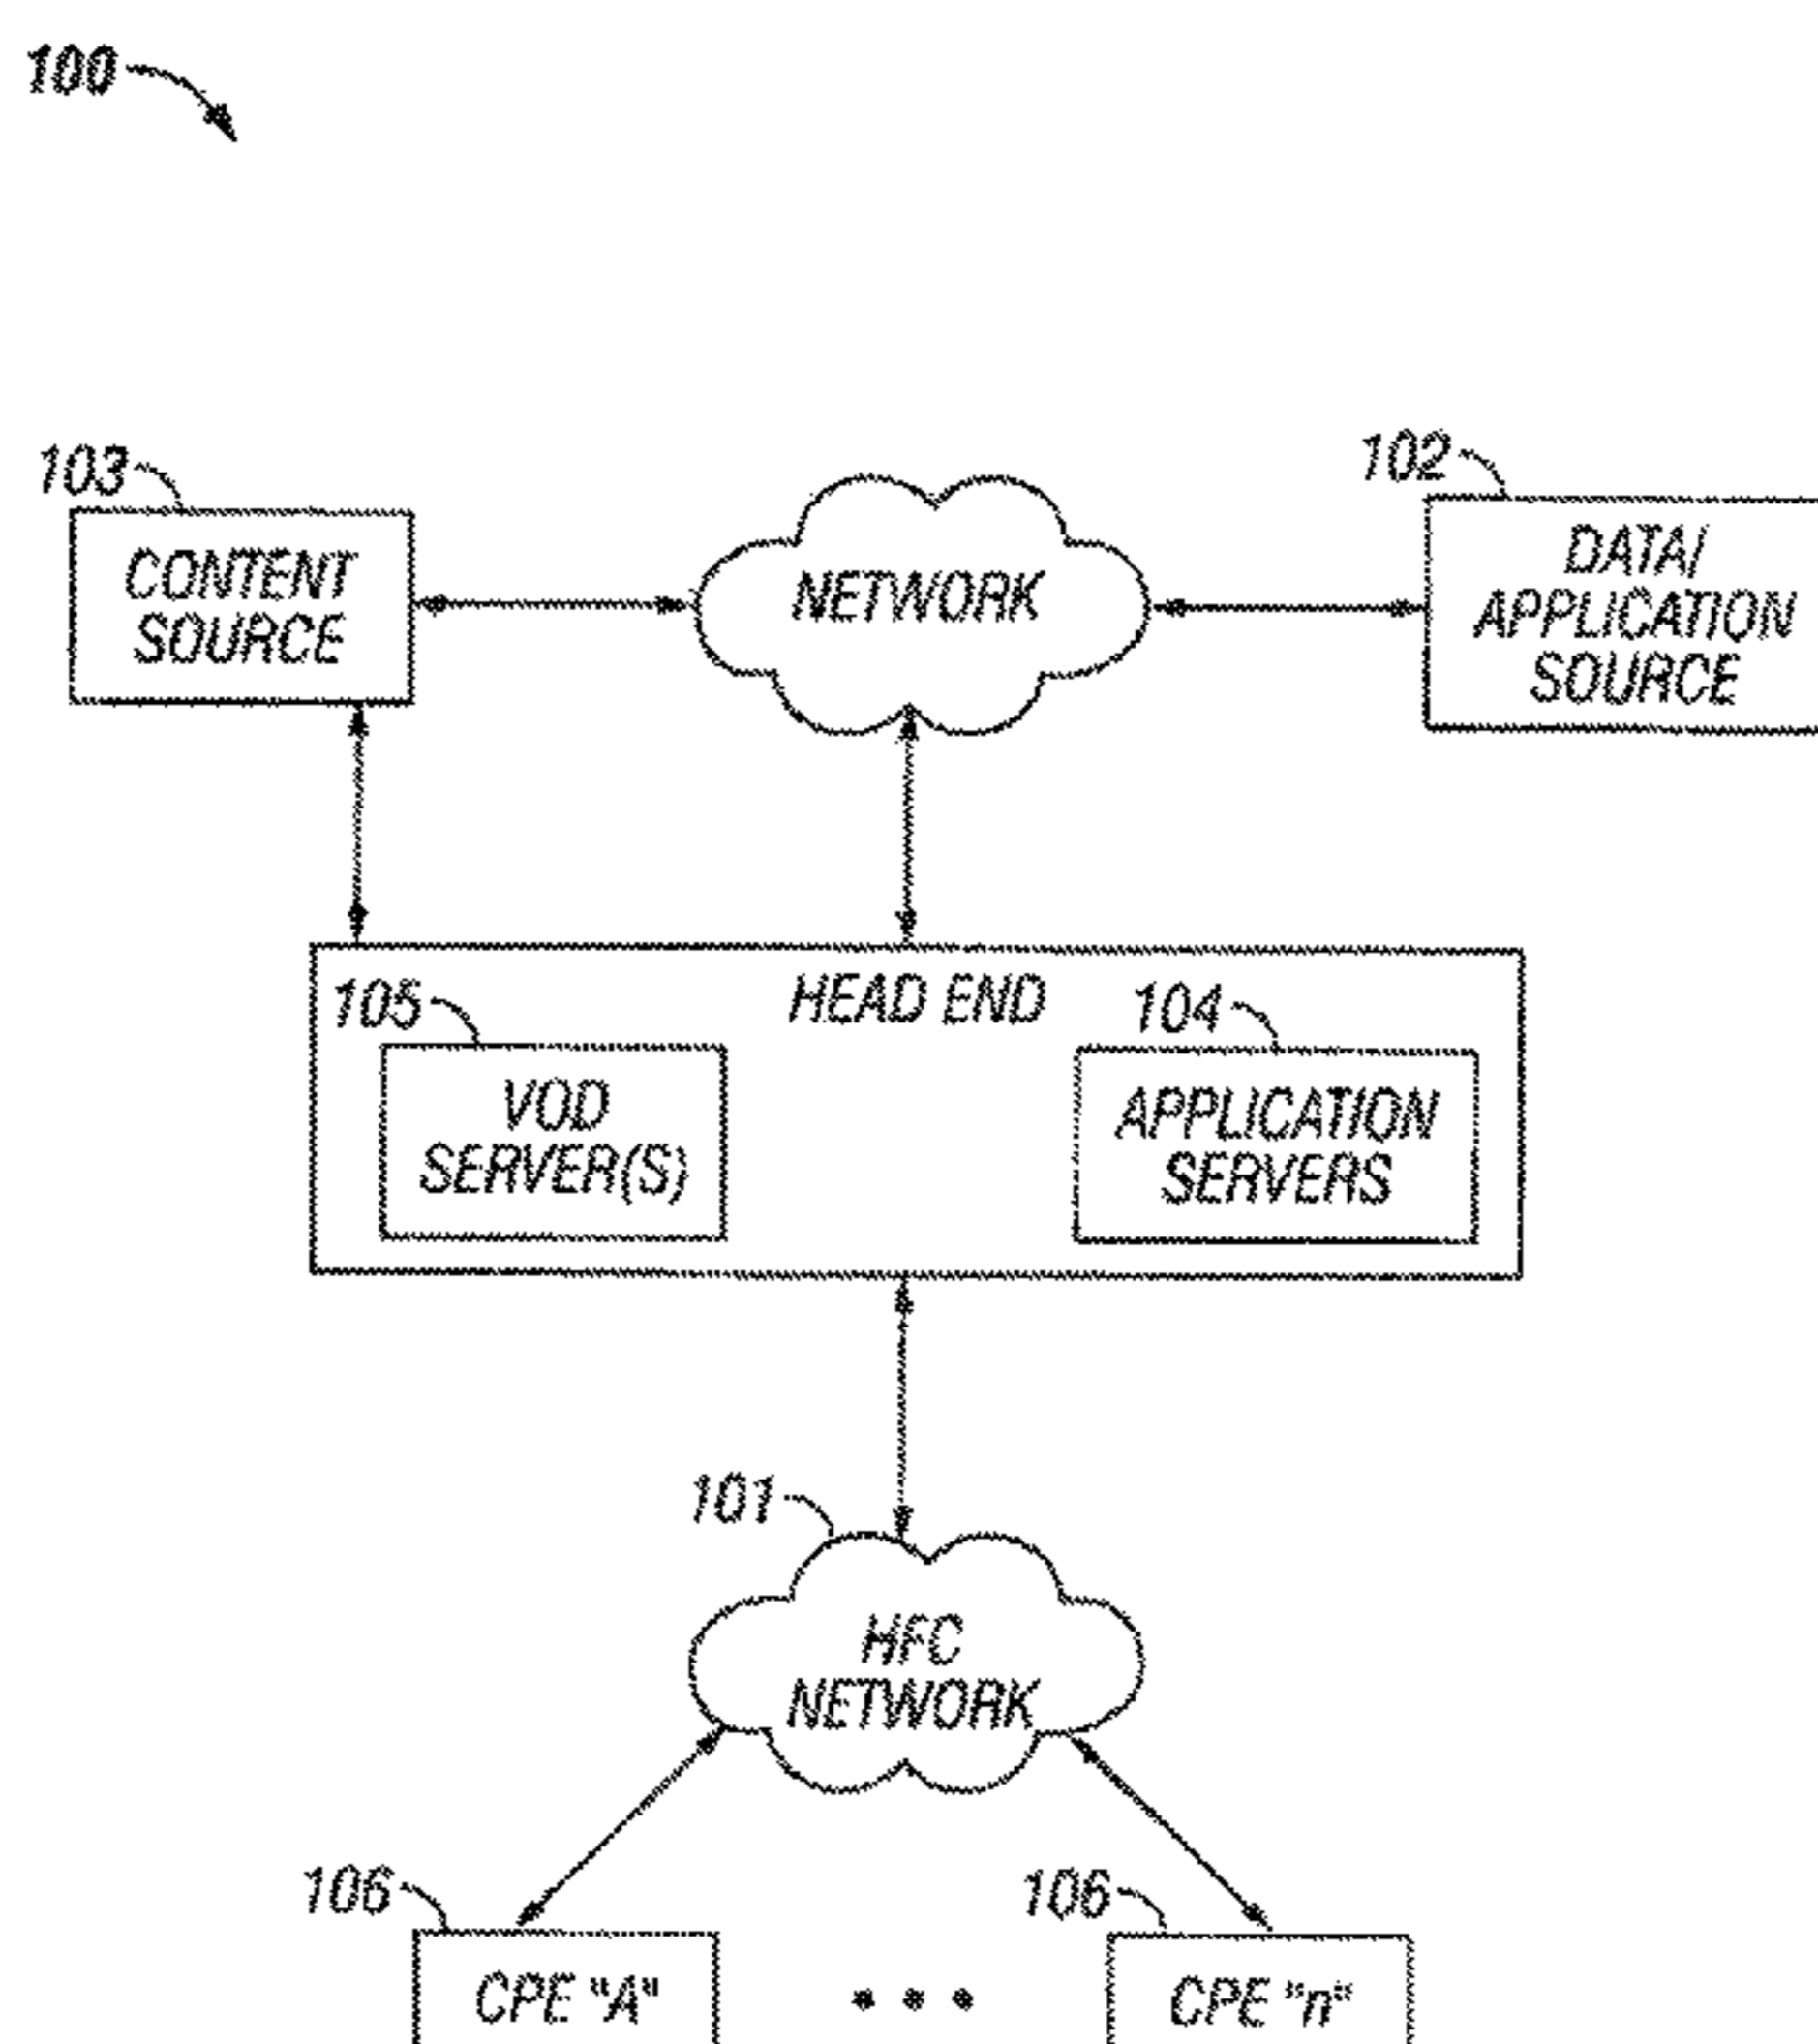 100
103
102
CONTENT
SOURCE
NETWORK
DATA/
APPLICATION
SOURCE
HEAD END
105
104
VOD
SERVER(S)
APPLICATION
SERVERS
101
HFC
NETWORK
106
106
CPE "A"
• • •
CPE "n"